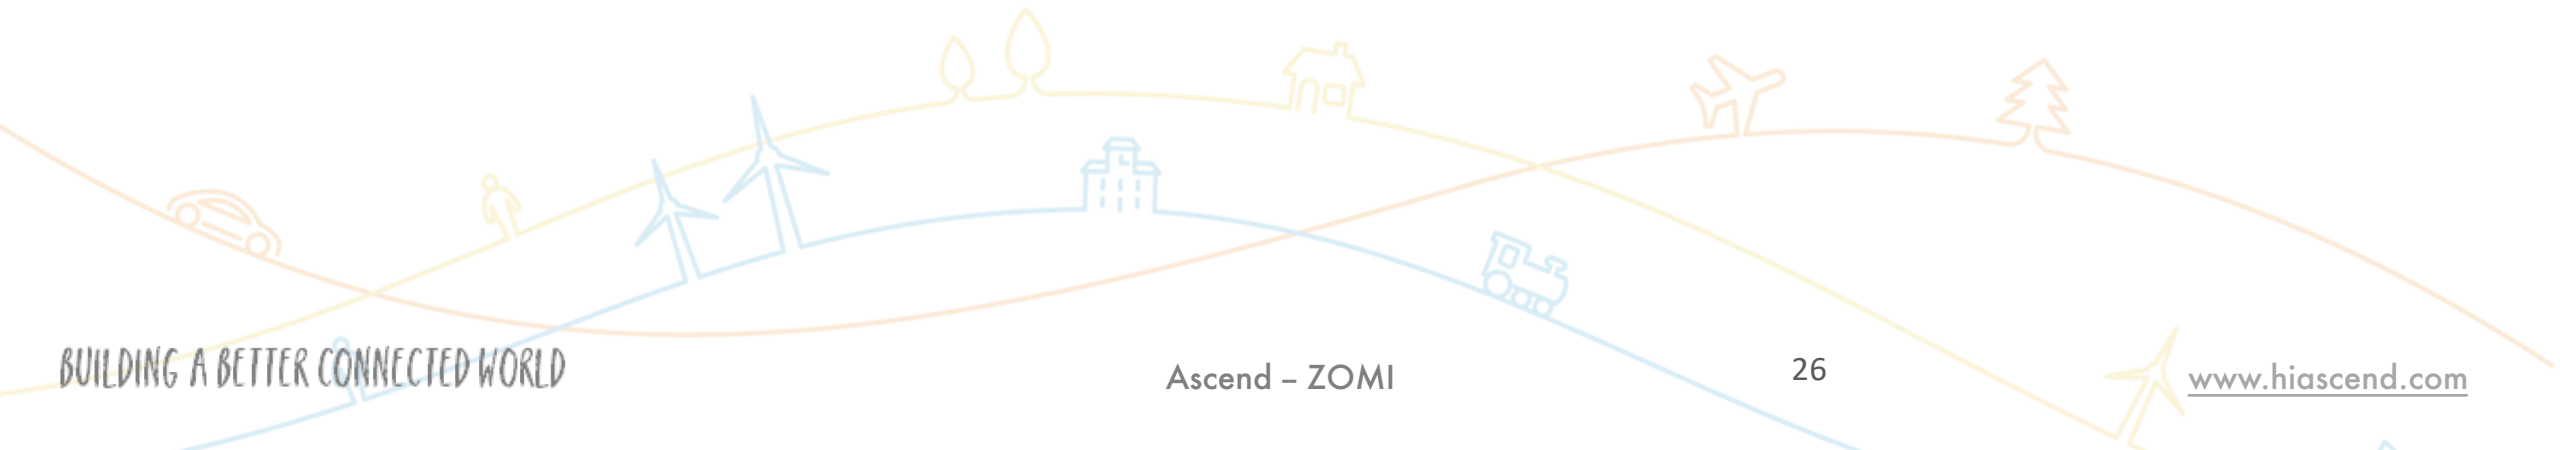 BUILDING A BETTER CONNECTED WORLD
Ascend – ZOMI
26
www.hiascend.com